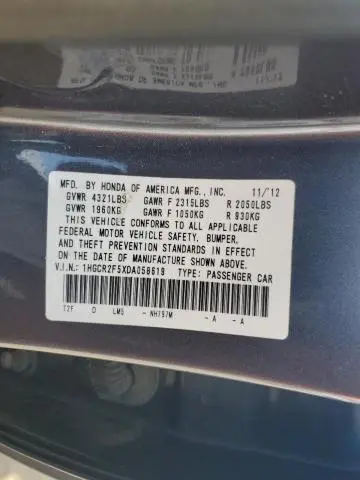 MFD. BY HONDA OF AMERICA MFG., INC. 11/12
GVWR 4321LBS GAWR F 2315LBS R 2050LBS
GVWR 1960KG GAWR F 1050KG R 930KG
THIS VEHICLE CONFORMS TO ALL APPLICABLE
FEDERAL MOTOR VEHICLE SAFETY, BUMPER,
AND THEFT PREVENTION STANDARDS IN EFFECT
ON THE DATE OF MANUFACTURE SHOWN ABOVE.
V.I.N.: 1HGCR2F5XDA058619 TYPE: PASSENGER CAR
T2F D LM5 - NH797M - A - A